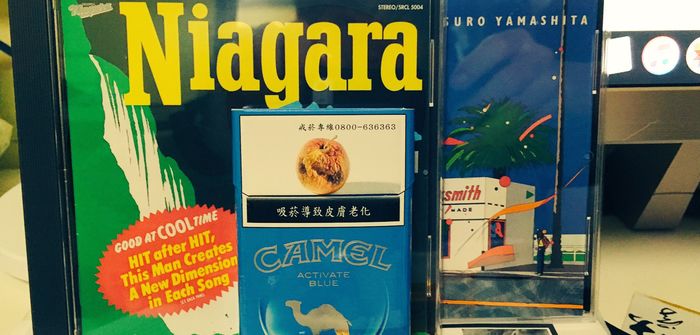 Niagara
STEREO/SRCL 5004
GOOD AT COOL TIME
HIT after HIT,
This Man Creates
A New Dimension
in Each Song
戒菸專線0800-636363
吸菸導致皮膚老化
CAMEL
ACTIVATE
BLUE
SURO YAMASHITA
smith
MADE